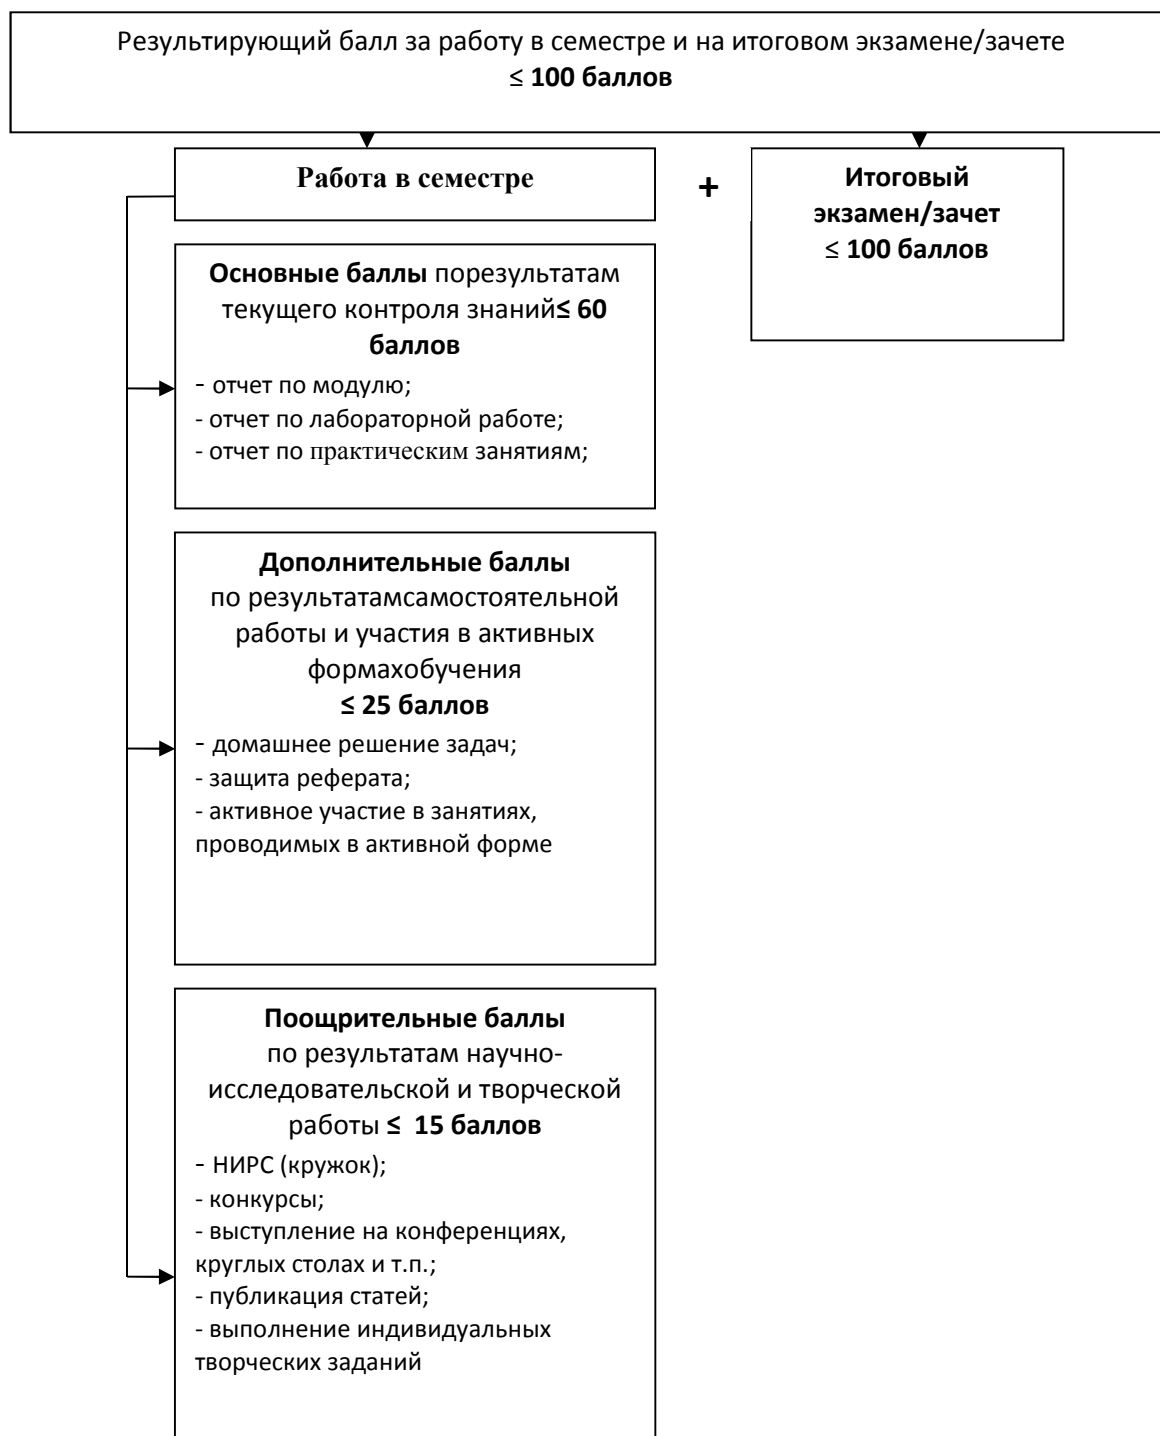 Результирующий балл за работу в семестре и на итоговом экзамене/зачете
≤ 100 баллов
Работа в семестре
+
Итоговый
экзамен/зачет
≤ 100 баллов
Основные баллы порезультатам
текущего контроля знаний≤ 60
баллов
- отчет по модулю;
- отчет по лабораторной работе;
- отчет по практическим занятиям;
Дополнительные баллы
по результатамсамостоятельной
работы и участия в активных
формахобучения
≤ 25 баллов
- домашнее решение задач;
- защита реферата;
- активное участие в занятиях,
проводимых в активной форме
Поощрительные баллы
по результатам научно-
исследовательской и творческой
работы ≤ 15 баллов
- НИРС (кружок);
- конкурсы;
- выступление на конференциях,
круглых столах и т.п.;
- публикация статей;
- выполнение индивидуальных
творческих заданий